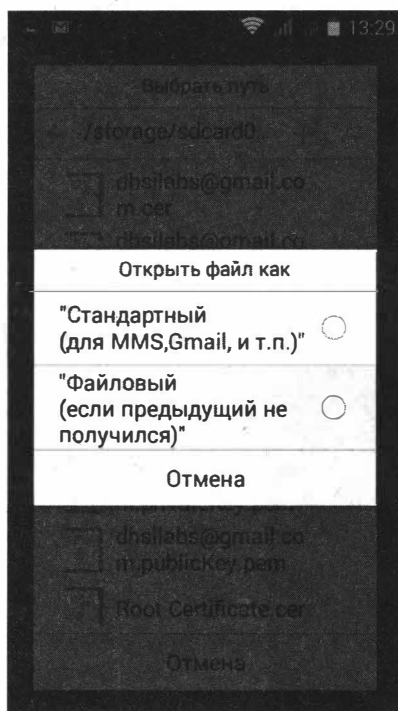 13:29
Выбрать путь
/storage/sdcard0
dhsilabs@gmail.co
m.cer
dhsilabs@gmail.co
Открыть файл как
"Стандартный
(для MMS,Gmail, и т.п.)"
"Файловый
(если предыдущий не
получился)"
Отмена
dhsilabs@gmail.co
m.publicKey.pem
Root Certificate.cer
Отмена